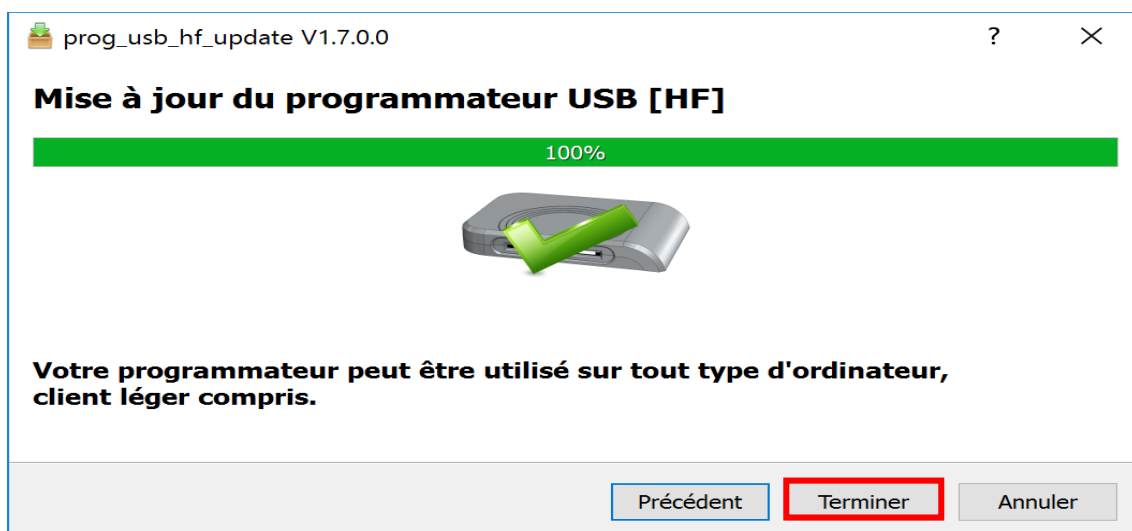 prog_usb_hf_update V1.7.0.0
?
Mise à jour du programmateur USB [HF]
100%
Votre programmateur peut être utilisé sur tout type d'ordinateur,
client léger compris.
Précédent Terminer Annuler